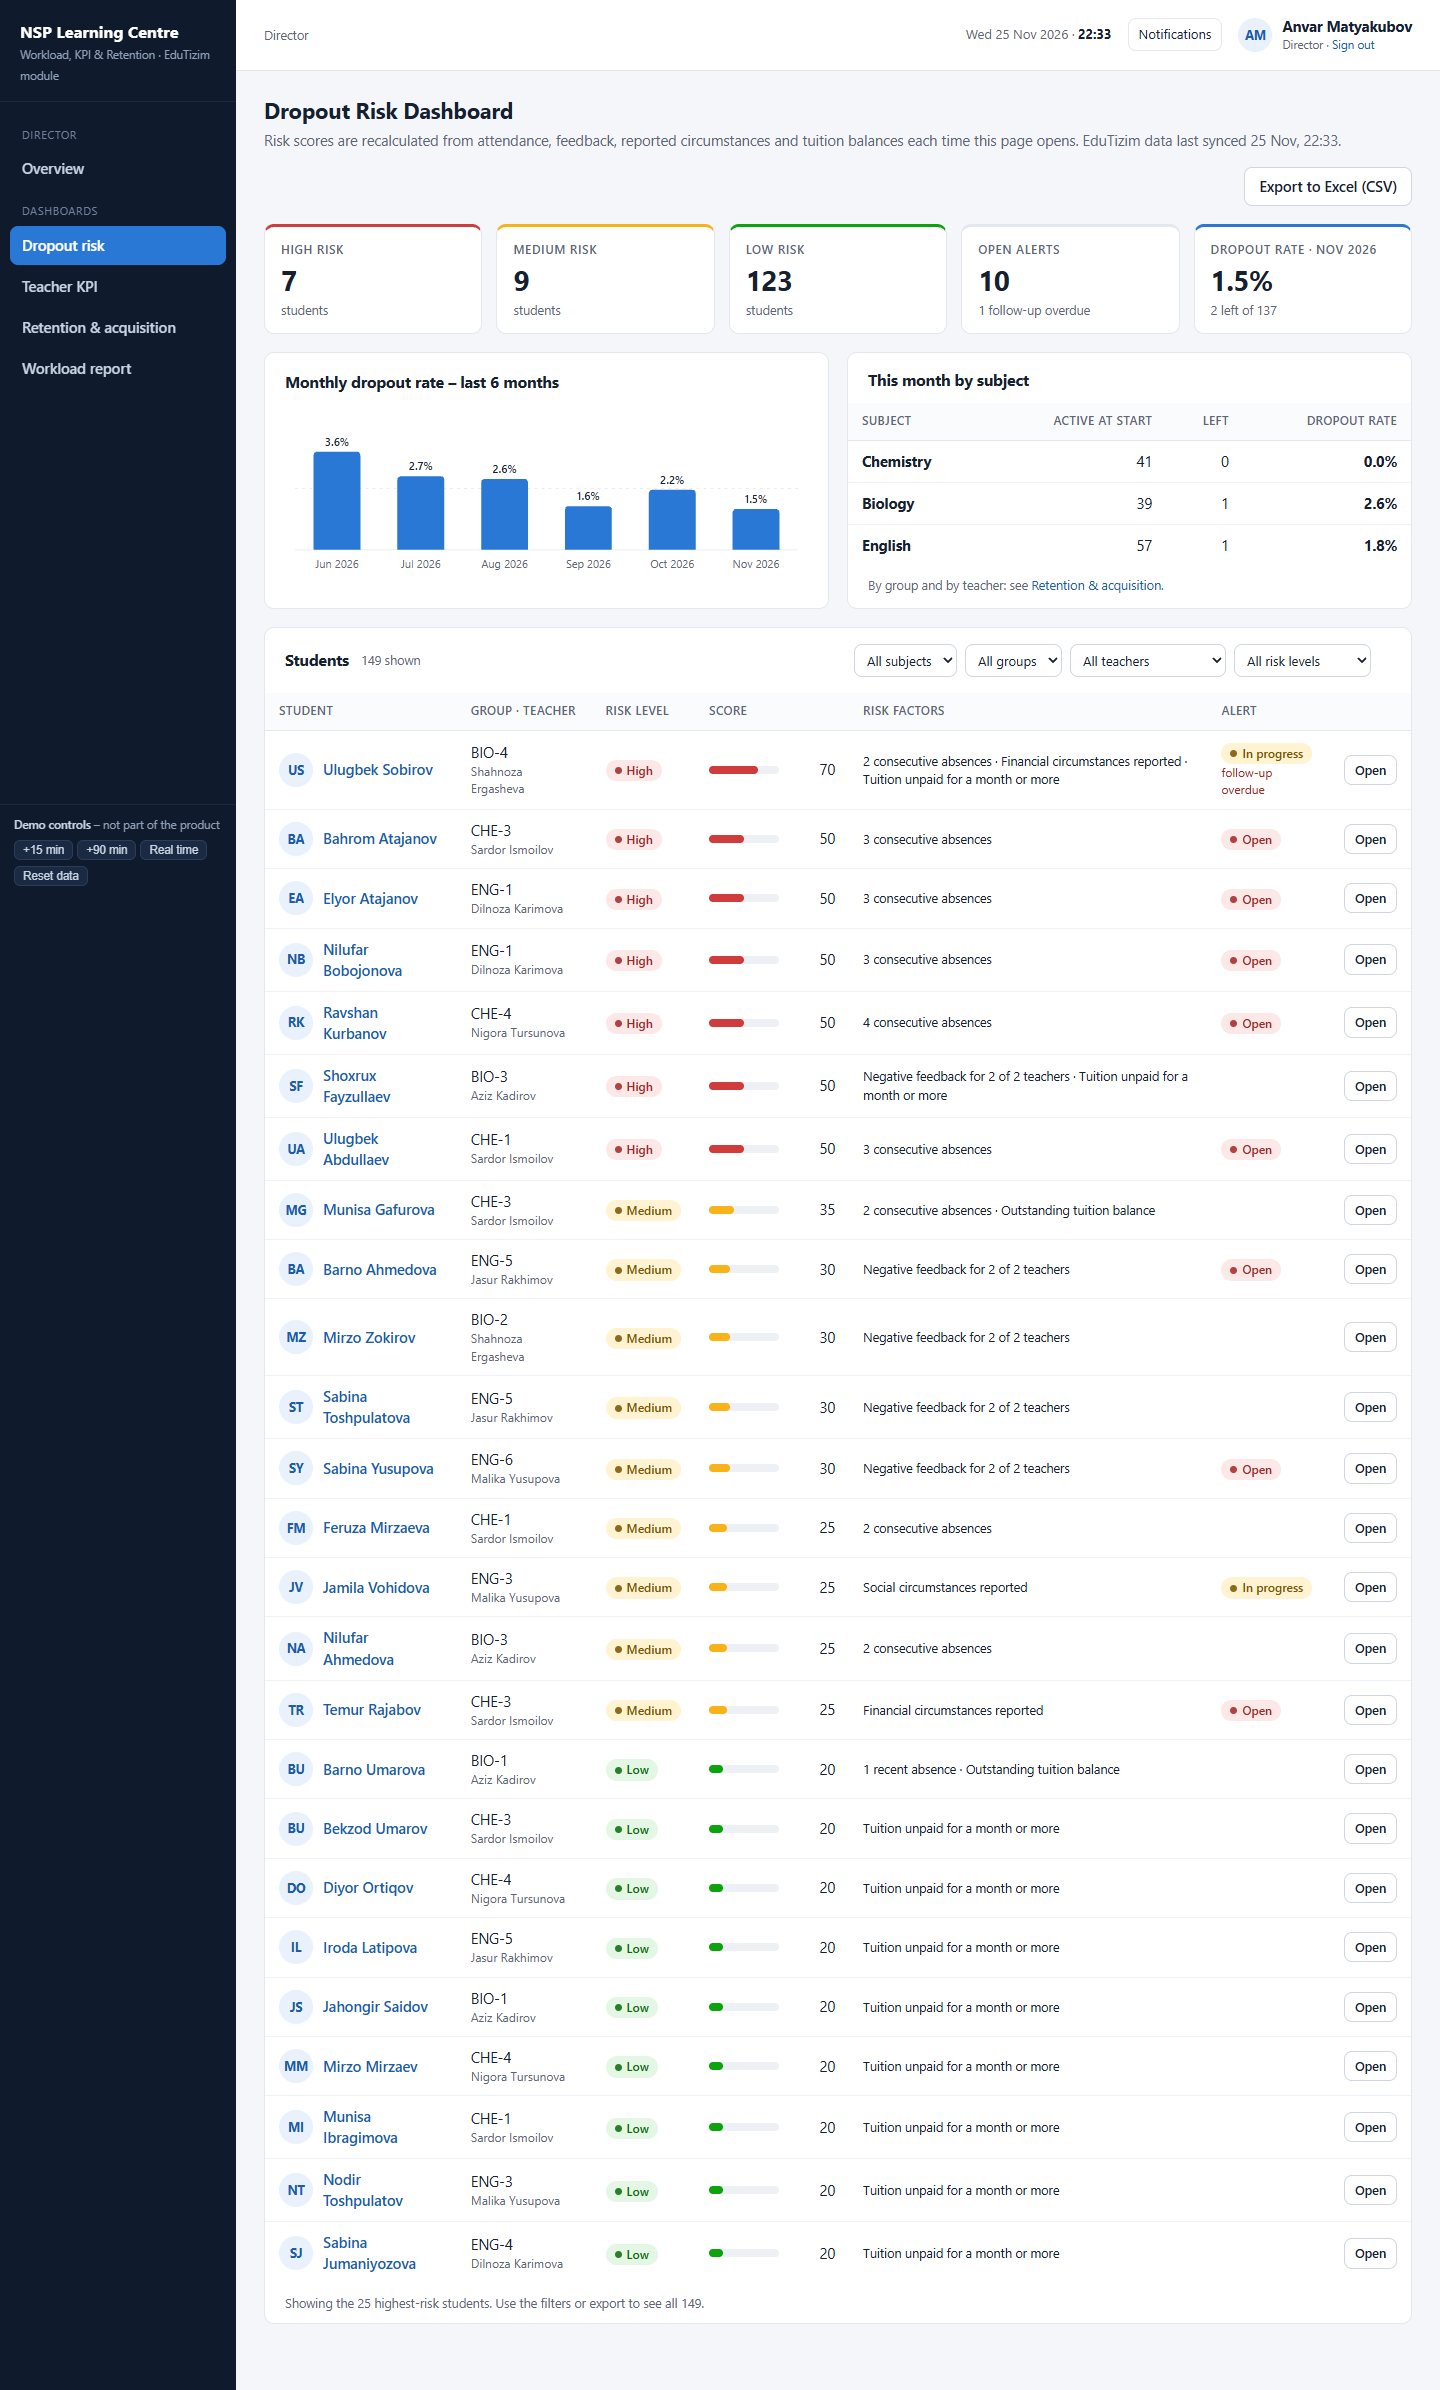 NSP Learning Centre
Workload, KPI & Retention · EduTizim
module
DIRECTOR
Overview
DASHBOARDS
Dropout risk
Teacher KPI
Retention & acquisition
Workload report
Demo controls – not part of the product
+15 min +90 min Real time
Reset data
Director
Wed 25 Nov 2026 · 22:33
Notifications
AM
Anvar Matyakubov
Director · Sign out
Dropout Risk Dashboard
Risk scores are recalculated from attendance, feedback, reported circumstances and tuition balances each time this page opens. EduTizim data last synced 25 Nov, 22:33.
Export to Excel (CSV)
HIGH RISK
7
students
MEDIUM RISK
9
students
LOW RISK
123
students
OPEN ALERTS
10
1 follow-up overdue
DROPOUT RATE · NOV 2026
1.5%
2 left of 137
Monthly dropout rate – last 6 months
3.6% 2.7% 2.6% 1.6% 2.2% 1.5%
Jun 2026 Jul 2026 Aug 2026 Sep 2026 Oct 2026 Nov 2026
This month by subject
SUBJECT ACTIVE AT START LEFT DROPOUT RATE
Chemistry 41 0 0.0%
Biology 39 1 2.6%
English 57 1 1.8%
By group and by teacher: see Retention & acquisition.
Students 149 shown
All subjects All groups All teachers All risk levels
STUDENT GROUP · TEACHER RISK LEVEL SCORE RISK FACTORS ALERT
US Ulugbek Sobirov
BIO-4
Shahnoza
Ergasheva
High 70
2 consecutive absences · Financial circumstances reported ·
Tuition unpaid for a month or more
In progress
follow-up
overdue
Open
BA Bahrom Atajanov
CHE-3
Sardor Ismoilov
High 50 3 consecutive absences Open Open
EA Elyor Atajanov
ENG-1
Dilnoza Karimova
High 50 3 consecutive absences Open Open
NB Nilufar
Bobojonova
ENG-1
Dilnoza Karimova
High 50 3 consecutive absences Open Open
RK Ravshan
Kurbanov
CHE-4
Nigora Tursunova
High 50 4 consecutive absences Open Open
SF Shoxrux
Fayzullaev
BIO-3
Aziz Kadirov
High 50
Negative feedback for 2 of 2 teachers · Tuition unpaid for a
month or more
Open
UA Ulugbek
Abdullaev
CHE-1
Sardor Ismoilov
High 50 3 consecutive absences Open Open
MG Munisa Gafurova
CHE-3
Sardor Ismoilov
Medium 35 2 consecutive absences · Outstanding tuition balance Open
BA Barno Ahmedova
ENG-5
Jasur Rakhimov
Medium 30 Negative feedback for 2 of 2 teachers Open Open
MZ Mirzo Zokirov
BIO-2
Shahnoza
Ergasheva
Medium 30 Negative feedback for 2 of 2 teachers Open
ST Sabina
Toshpulatova
ENG-5
Jasur Rakhimov
Medium 30 Negative feedback for 2 of 2 teachers Open
SY Sabina Yusupova
ENG-6
Malika Yusupova
Medium 30 Negative feedback for 2 of 2 teachers Open Open
FM Feruza Mirzaeva
CHE-1
Sardor Ismoilov
Medium 25 2 consecutive absences Open
JV Jamila Vohidova
ENG-3
Malika Yusupova
Medium 25 Social circumstances reported In progress Open
NA Nilufar
Ahmedova
BIO-3
Aziz Kadirov
Medium 25 2 consecutive absences Open
TR Temur Rajabov
CHE-3
Sardor Ismoilov
Medium 25 Financial circumstances reported Open Open
BU Barno Umarova
BIO-1
Aziz Kadirov
Low 20 1 recent absence · Outstanding tuition balance Open
BU Bekzod Umarov
CHE-3
Sardor Ismoilov
Low 20 Tuition unpaid for a month or more Open
DO Diyor Ortiqov
CHE-4
Nigora Tursunova
Low 20 Tuition unpaid for a month or more Open
IL Iroda Latipova
ENG-5
Jasur Rakhimov
Low 20 Tuition unpaid for a month or more Open
JS Jahongir Saidov
BIO-1
Aziz Kadirov
Low 20 Tuition unpaid for a month or more Open
MM Mirzo Mirzaev
CHE-4
Nigora Tursunova
Low 20 Tuition unpaid for a month or more Open
MI Munisa
Ibragimova
CHE-1
Sardor Ismoilov
Low 20 Tuition unpaid for a month or more Open
NT Nodir
Toshpulatov
ENG-3
Malika Yusupova
Low 20 Tuition unpaid for a month or more Open
SJ Sabina
Jumaniyozova
ENG-4
Dilnoza Karimova
Low 20 Tuition unpaid for a month or more Open
Showing the 25 highest-risk students. Use the filters or export to see all 149.